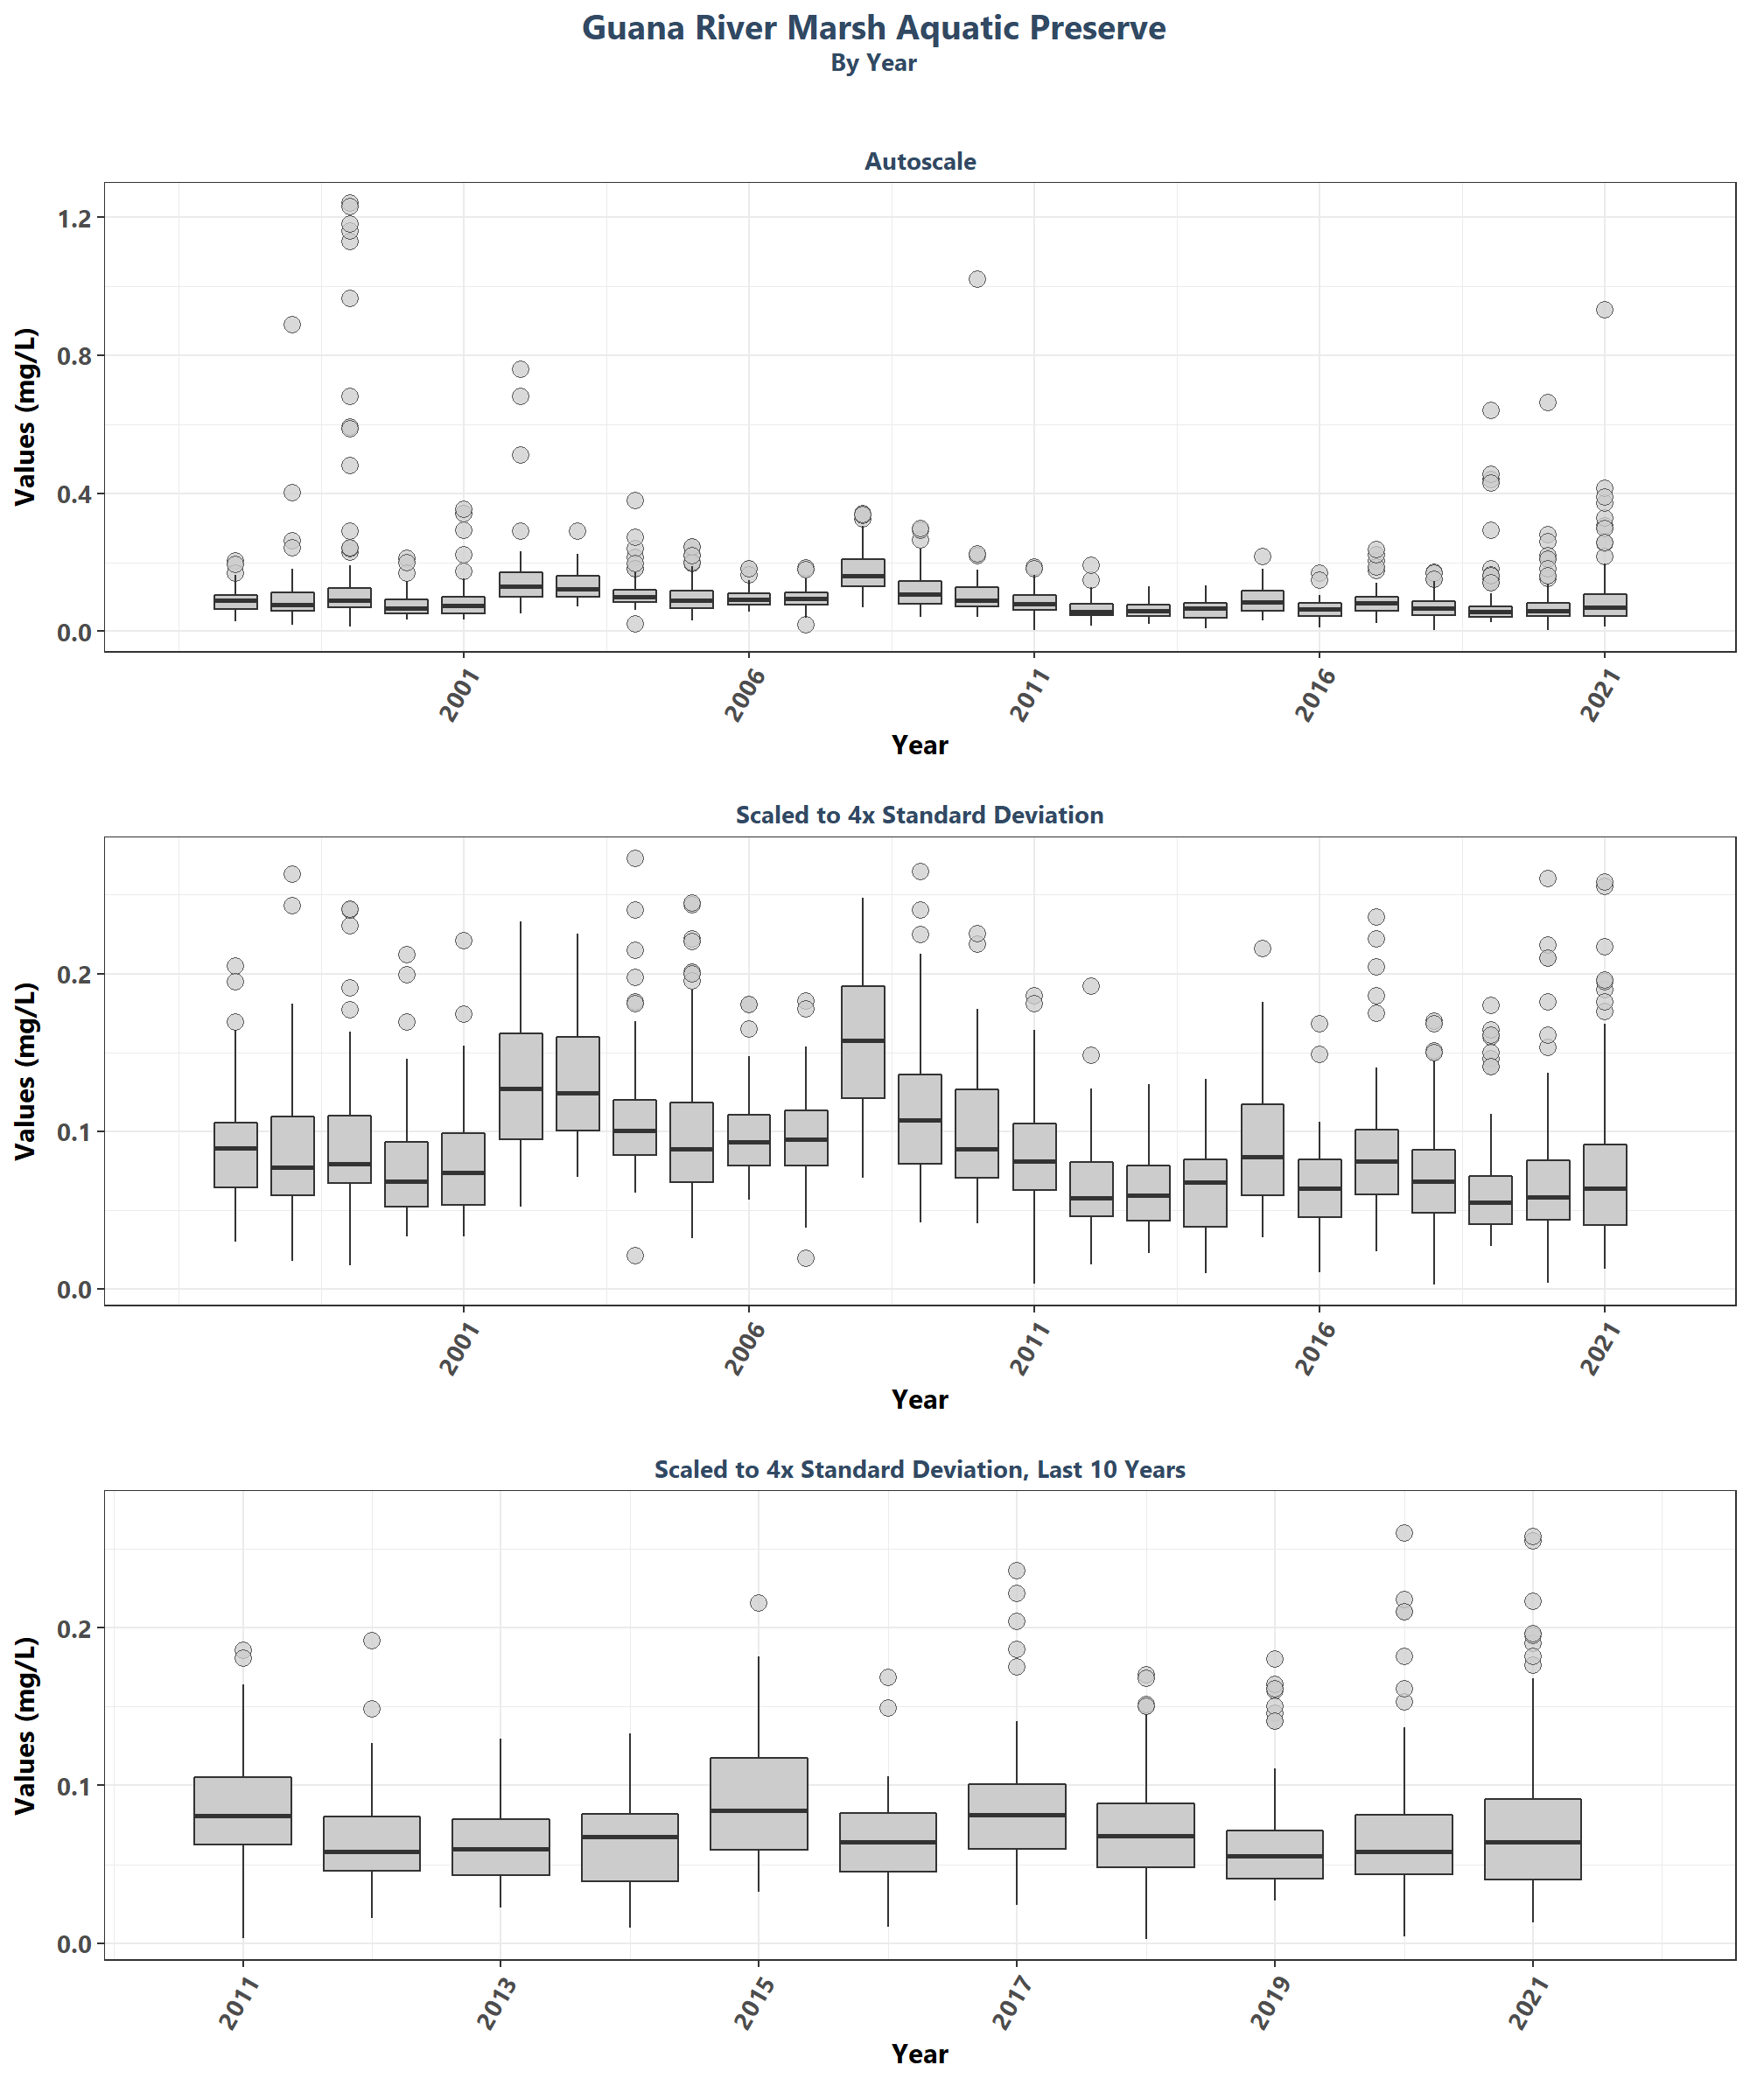 Guana River Marsh Aquatic Preserve
By Year
Autoscale
Values (mg/L)
1.2
0.8
0.4
0.0
2001 2006 2011 2016 2021
Year
Scaled to 4x Standard Deviation
Values (mg/L)
0.2
0.1
0.0
2001 2006 2011 2016 2021
Year
Scaled to 4x Standard Deviation, Last 10 Years
Values (mg/L)
0.2
0.1
0.0
2011 2013 2015 2017 2019 2021
Year